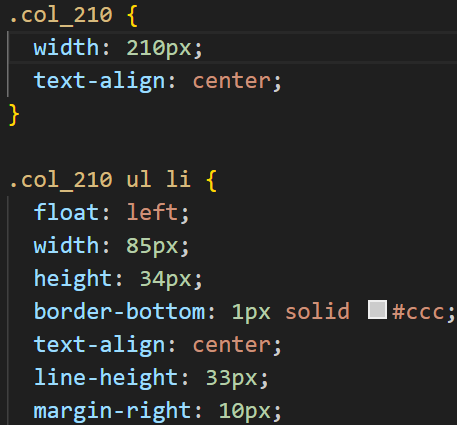 .col_210 {
width: 210px;
text-align: center;
}
.col_210 ul li {
float: left;
width: 85px;
height: 34px;
border-bottom: 1px solid #ccc;
text-align: center;
line-height: 33px;
margin-right: 10px;